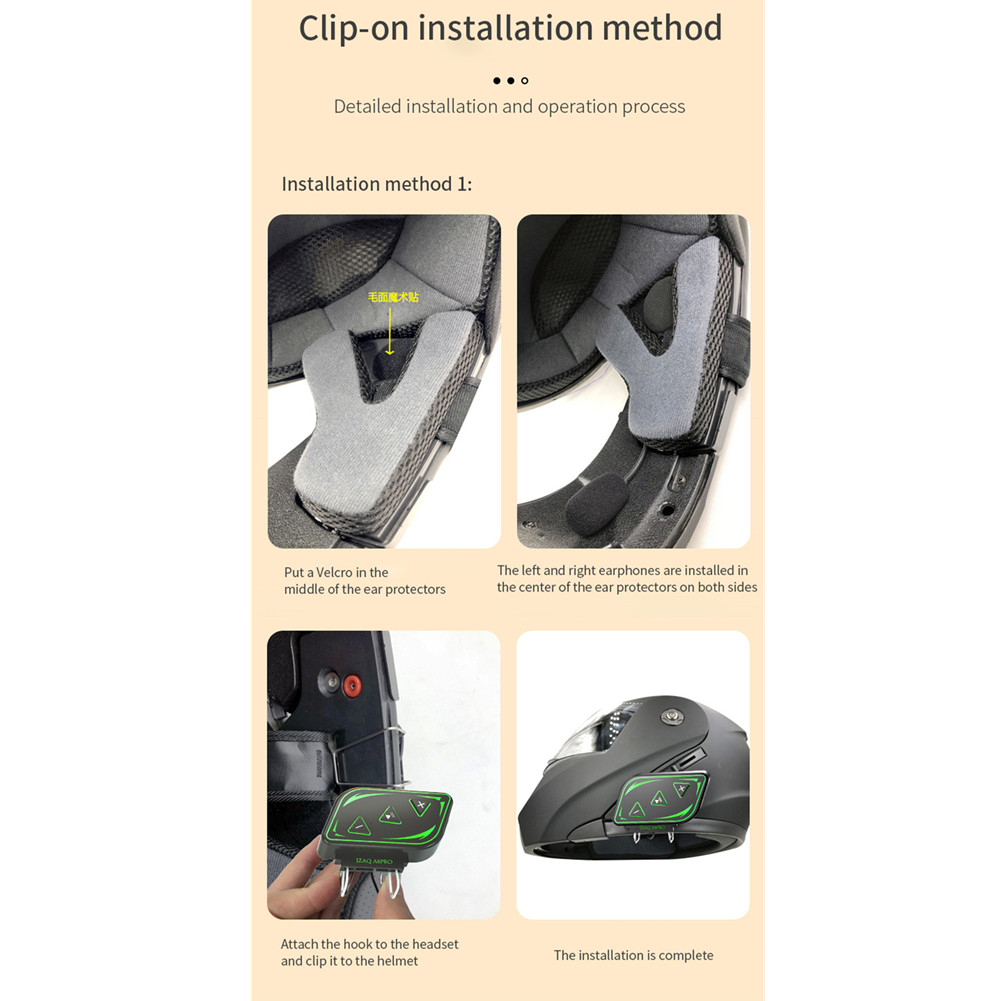 Clip-on installation method
Detailed installation and operation process
Installation method 1:
毛面魔术贴
Put a Velcro in the
middle of the ear protectors
The left and right earphones are installed in
the center of the ear protectors on both sides
IZAQ A6PRO
Attach the hook to the headset
and clip it to the helmet
IZAQ A6PRO
The installation is complete